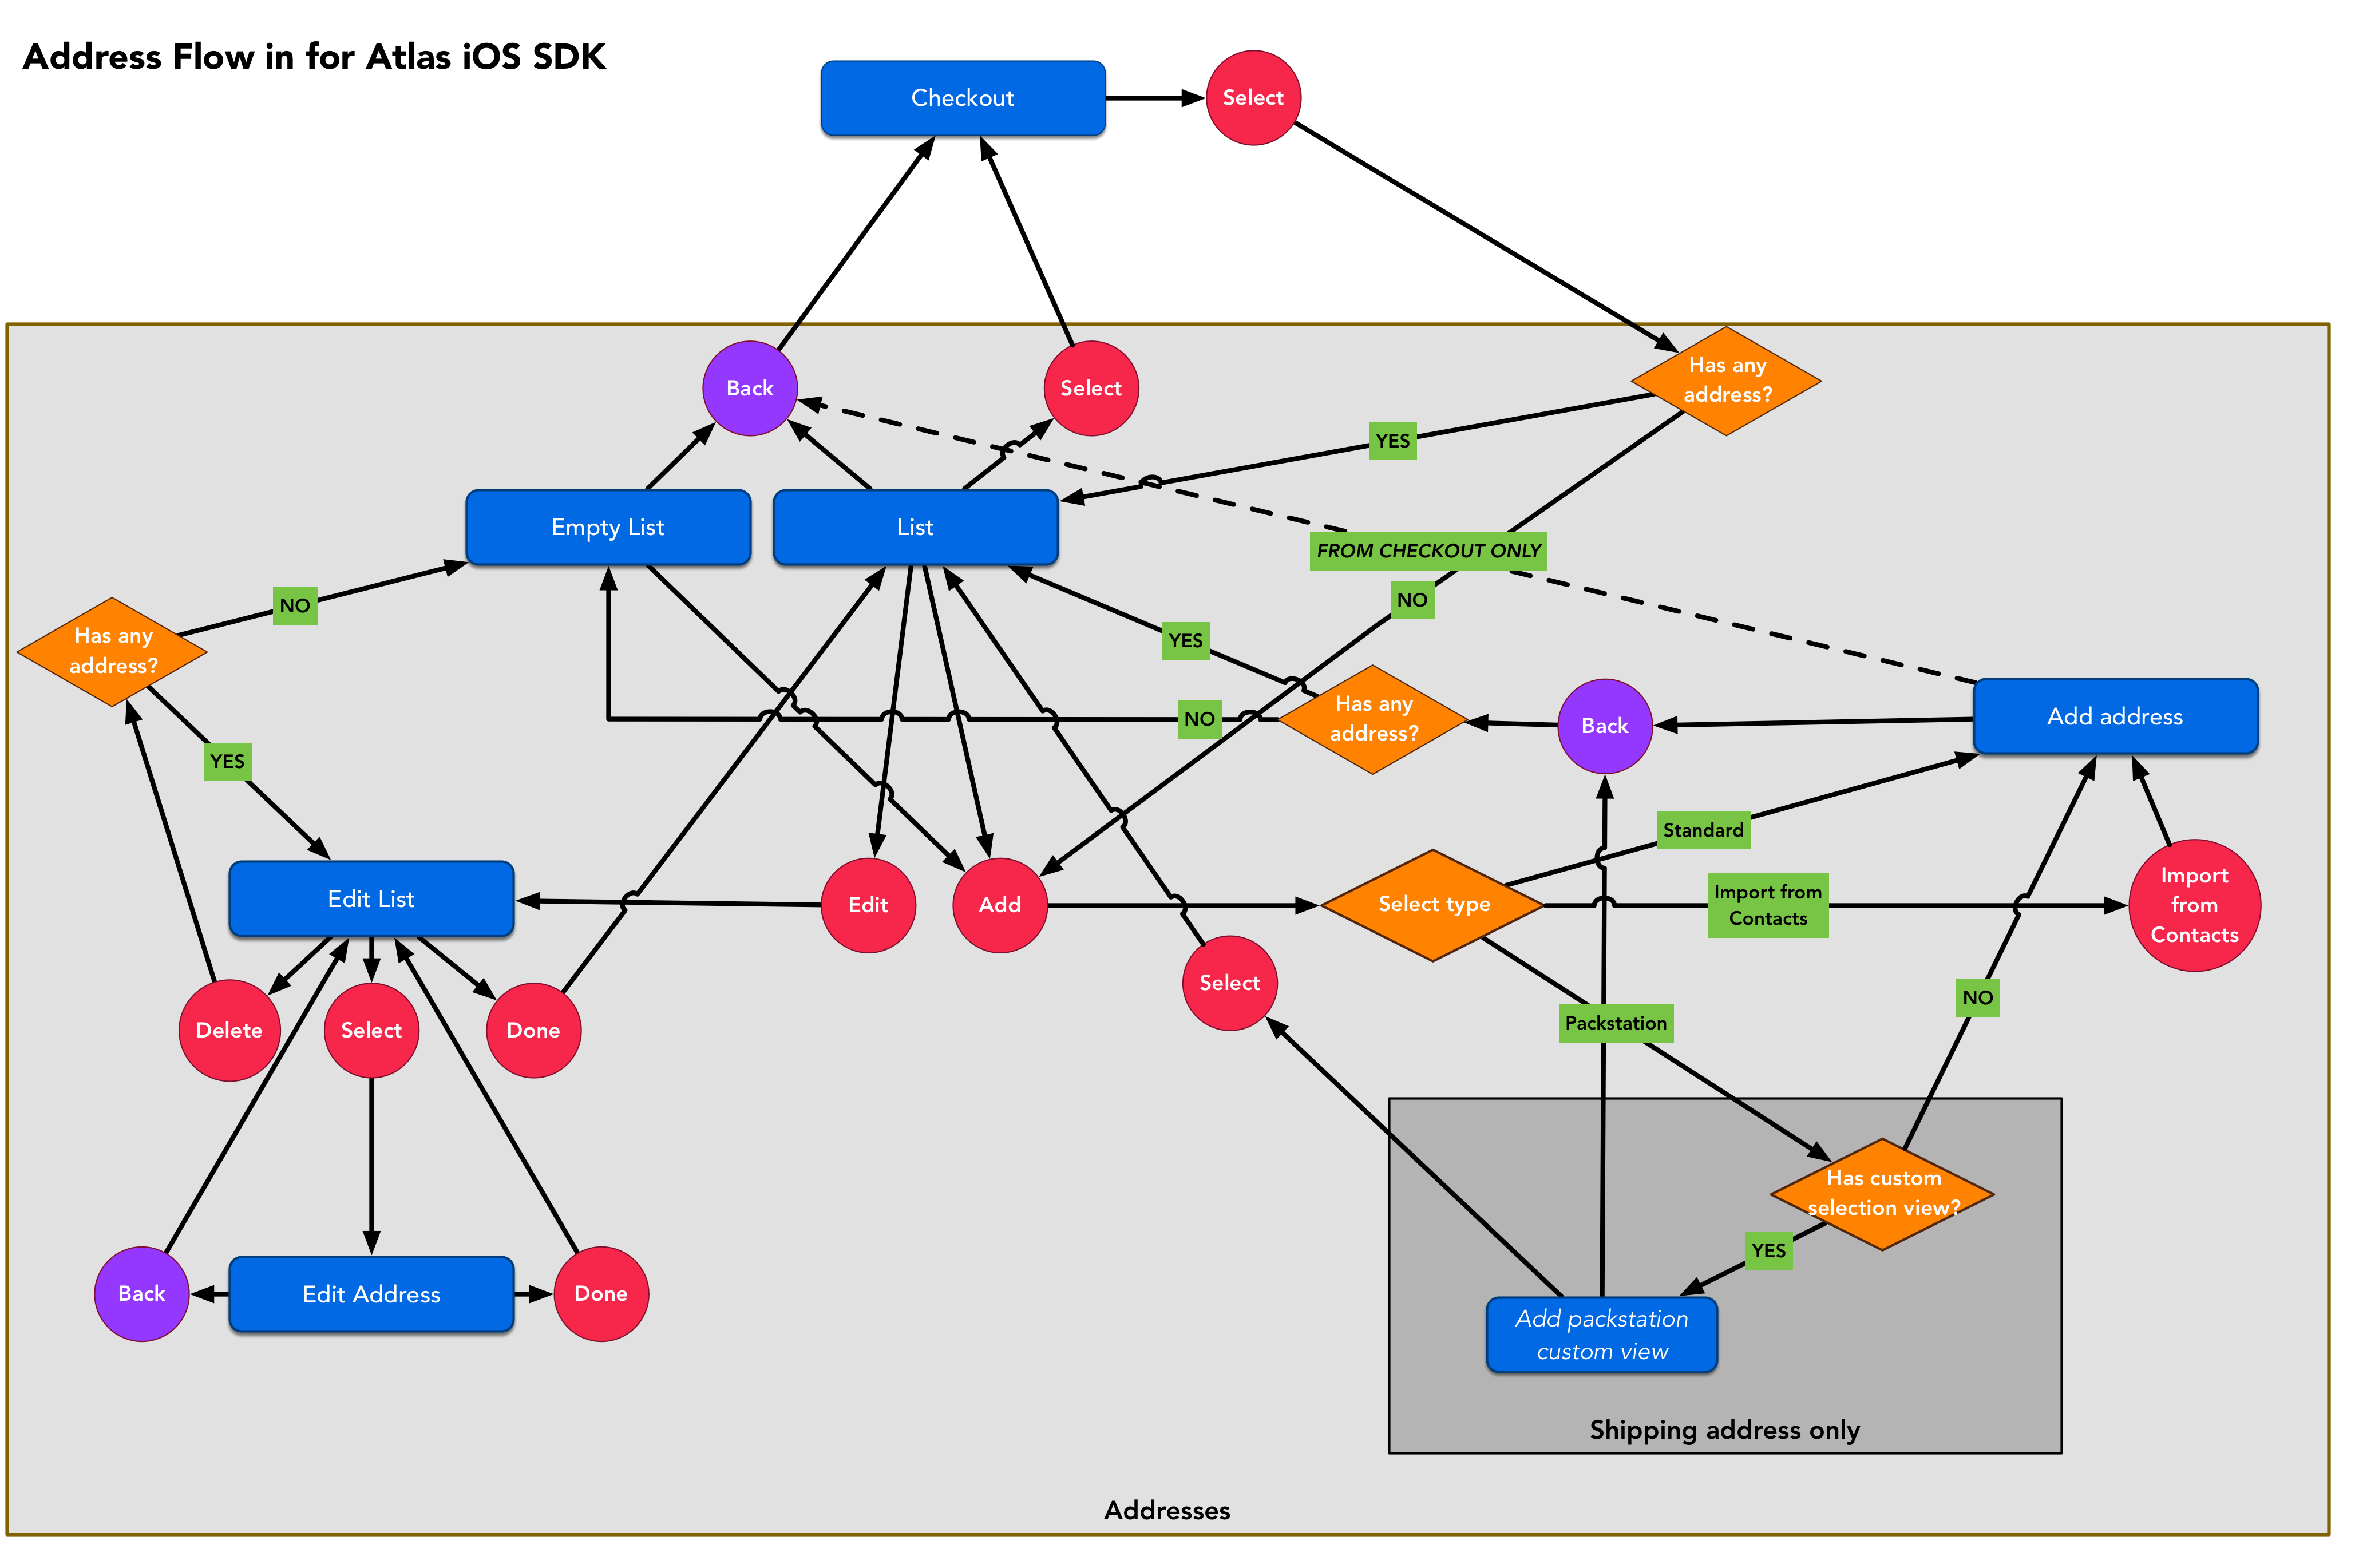 Address Flow in for Atlas iOS SDK
Checkout
Select
Back
Select
Has any
address?
YES
Empty List
List
FROM CHECKOUT ONLY
NO
NO
Has any
address?
YES
Has any
address?
NO
Back
Add address
YES
Standard
Edit List
Edit
Add
Select type
Import from
Contacts
Import
from
Contacts
Select
NO
Packstation
Delete
Select
Done
Has custom
selection view?
YES
Back
Edit Address
Done
Add packstation
custom view
Shipping address only
Addresses